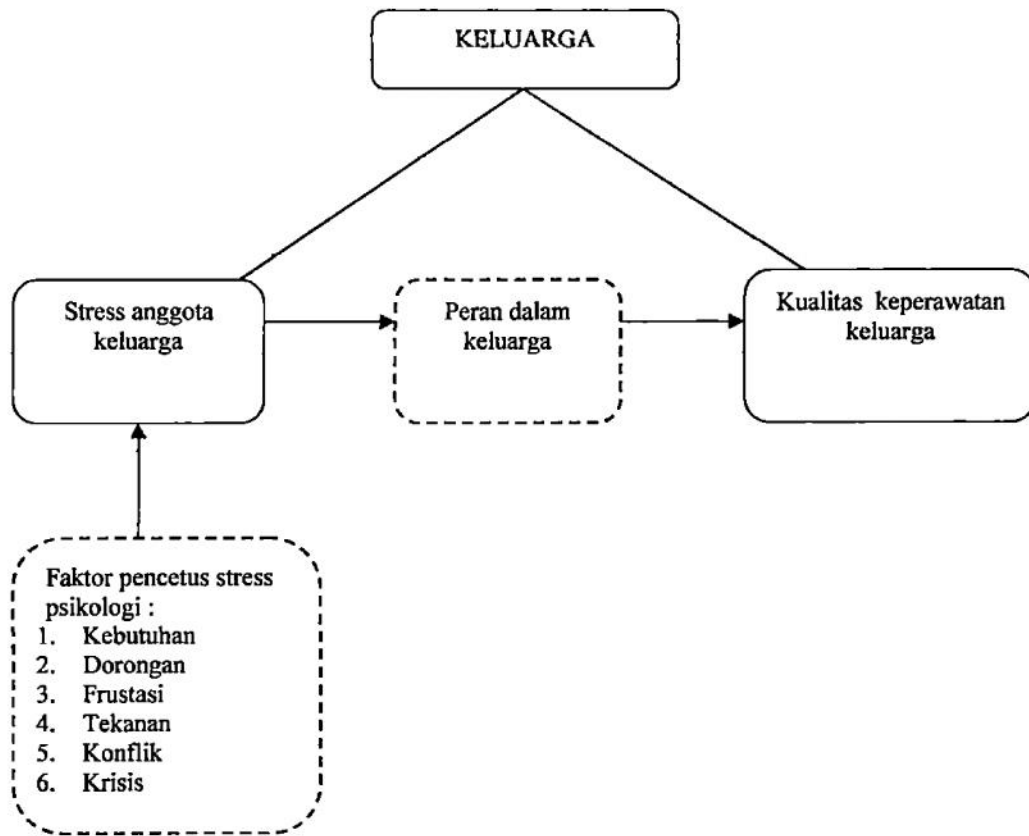 KELUARGA
Stress anggota
keluarga
Peran dalam
keluarga
Kualitas keperawatan
keluarga
Faktor pencetus stress
psikologi :
1. Kebutuhan
2. Dorongan
3. Frustasi
4. Tekanan
5. Konflik
6. Krisis